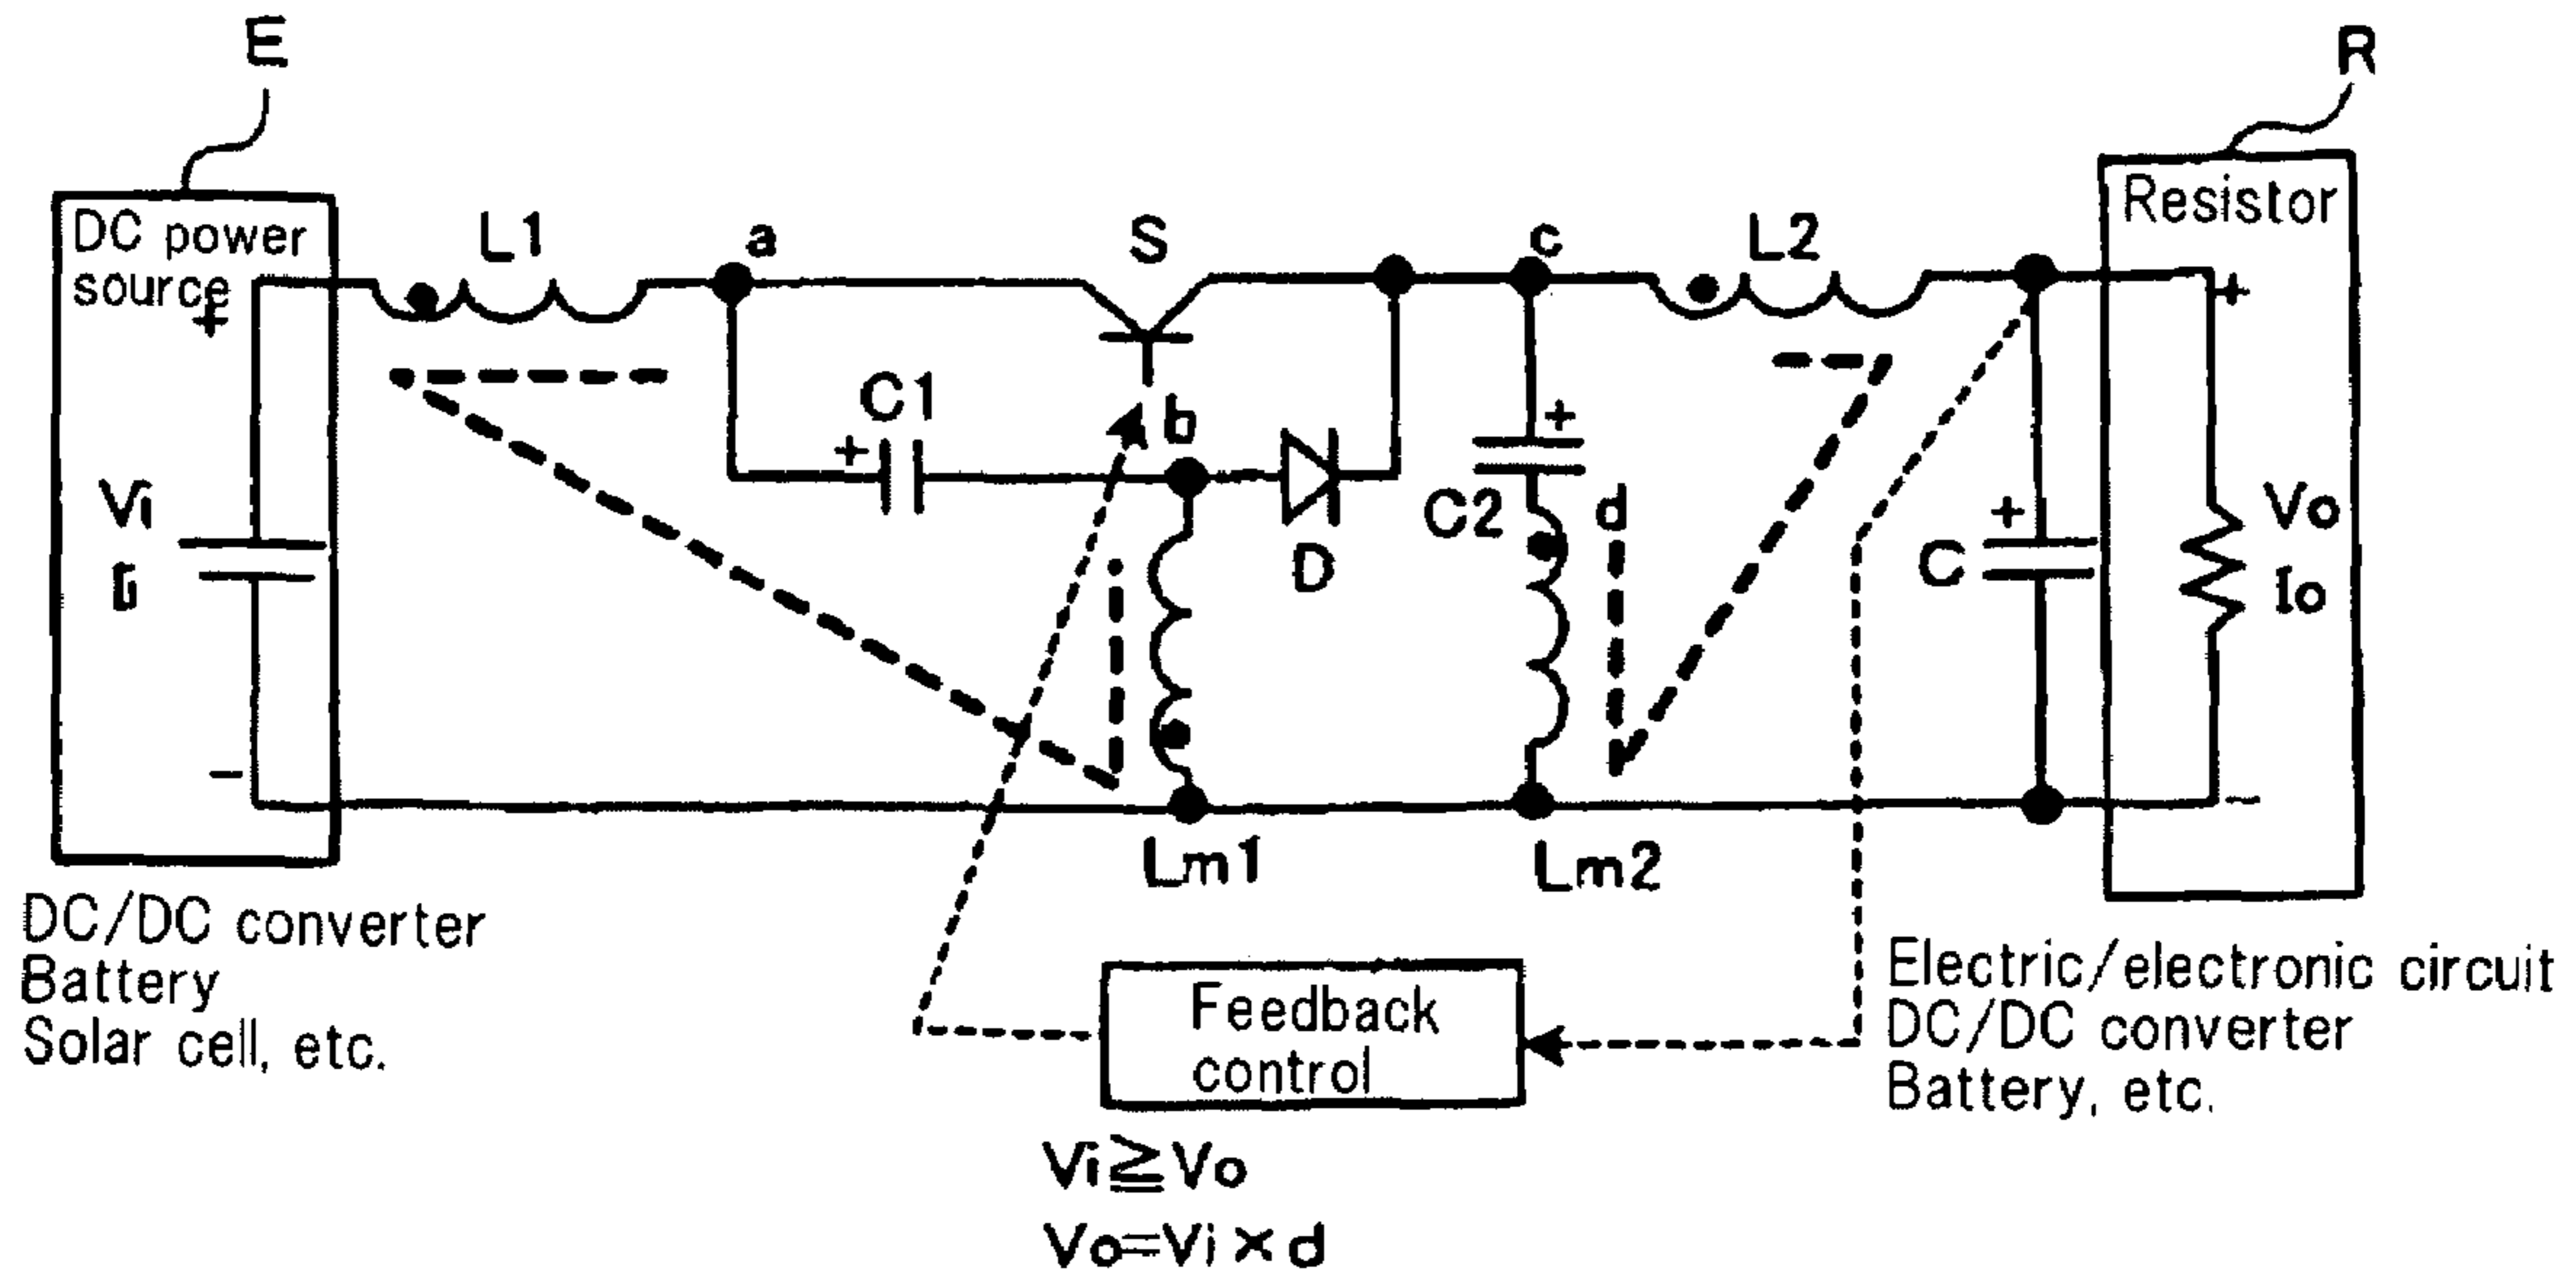 E
R
DC power
source
+
L1
a
S
c
L2
Resistor
+
C1
+
b
+
C2
d
D
Vi
+
C
Vo
Io
−
−
Lm1
Lm2
DC/DC converter
Battery
Solar cell, etc.
Feedback
control
Electric/electronic circuit
DC/DC converter
Battery, etc.
Vi≧Vo
Vo=Vi×d